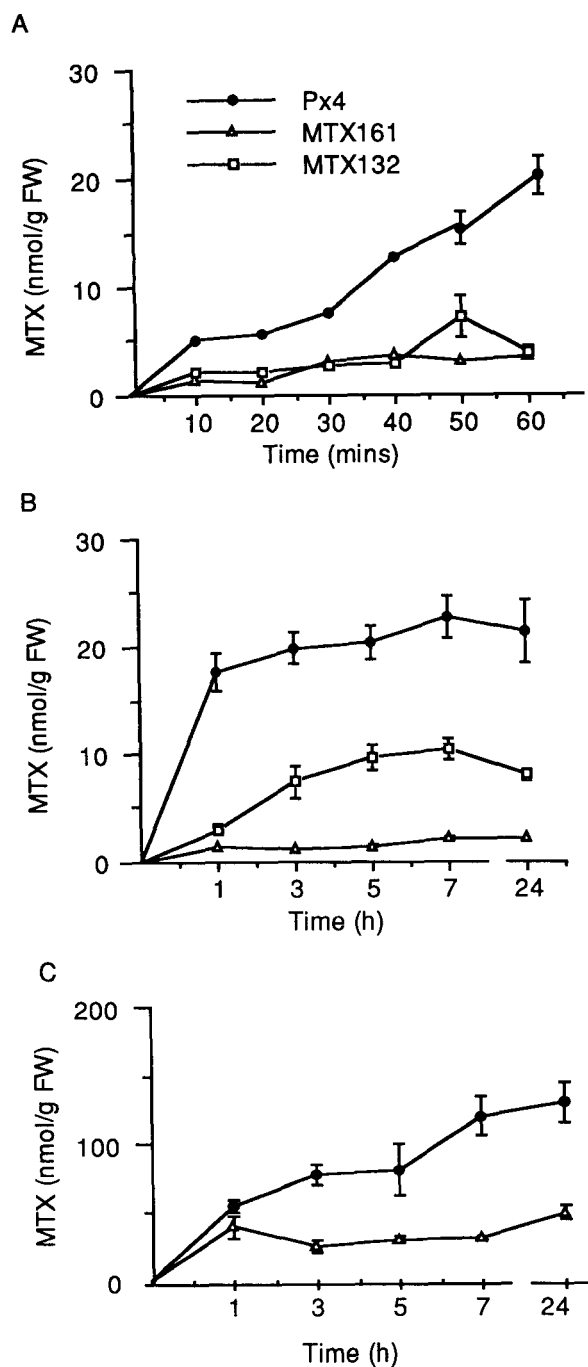 A
30
20
10
0
MTX (nmol/g FW)
Px4
MTX161
MTX132
10 20 30 40 50 60
Time (mins)
B
30
20
10
0
MTX (nmol/g FW)
1 3 5 7 24
Time (h)
C
200
100
0
MTX (nmol/g FW)
1 3 5 7 24
Time (h)